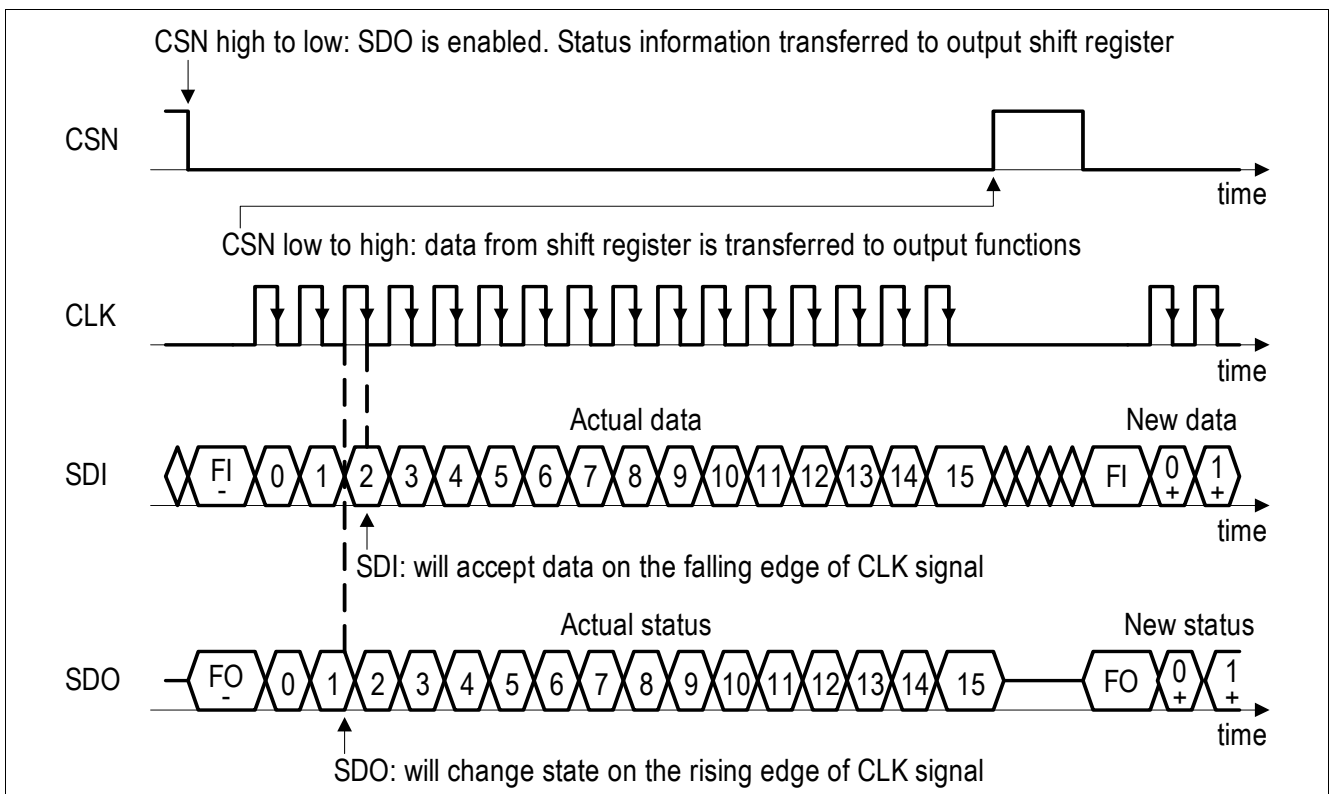 CSN high to low: SDO is enabled. Status information transferred to output shift register
CSN
time
CSN low to high: data from shift register is transferred to output functions
CLK
time
Actual data
New data
SDI
FI
-
0 1 2 3 4 5 6 7 8 9 10 11 12 13 14 15
FI
0
+
1
+
time
SDI: will accept data on the falling edge of CLK signal
Actual status
New status
SDO
FO
-
0 1 2 3 4 5 6 7 8 9 10 11 12 13 14 15
FO
0
+
1
+
time
SDO: will change state on the rising edge of CLK signal